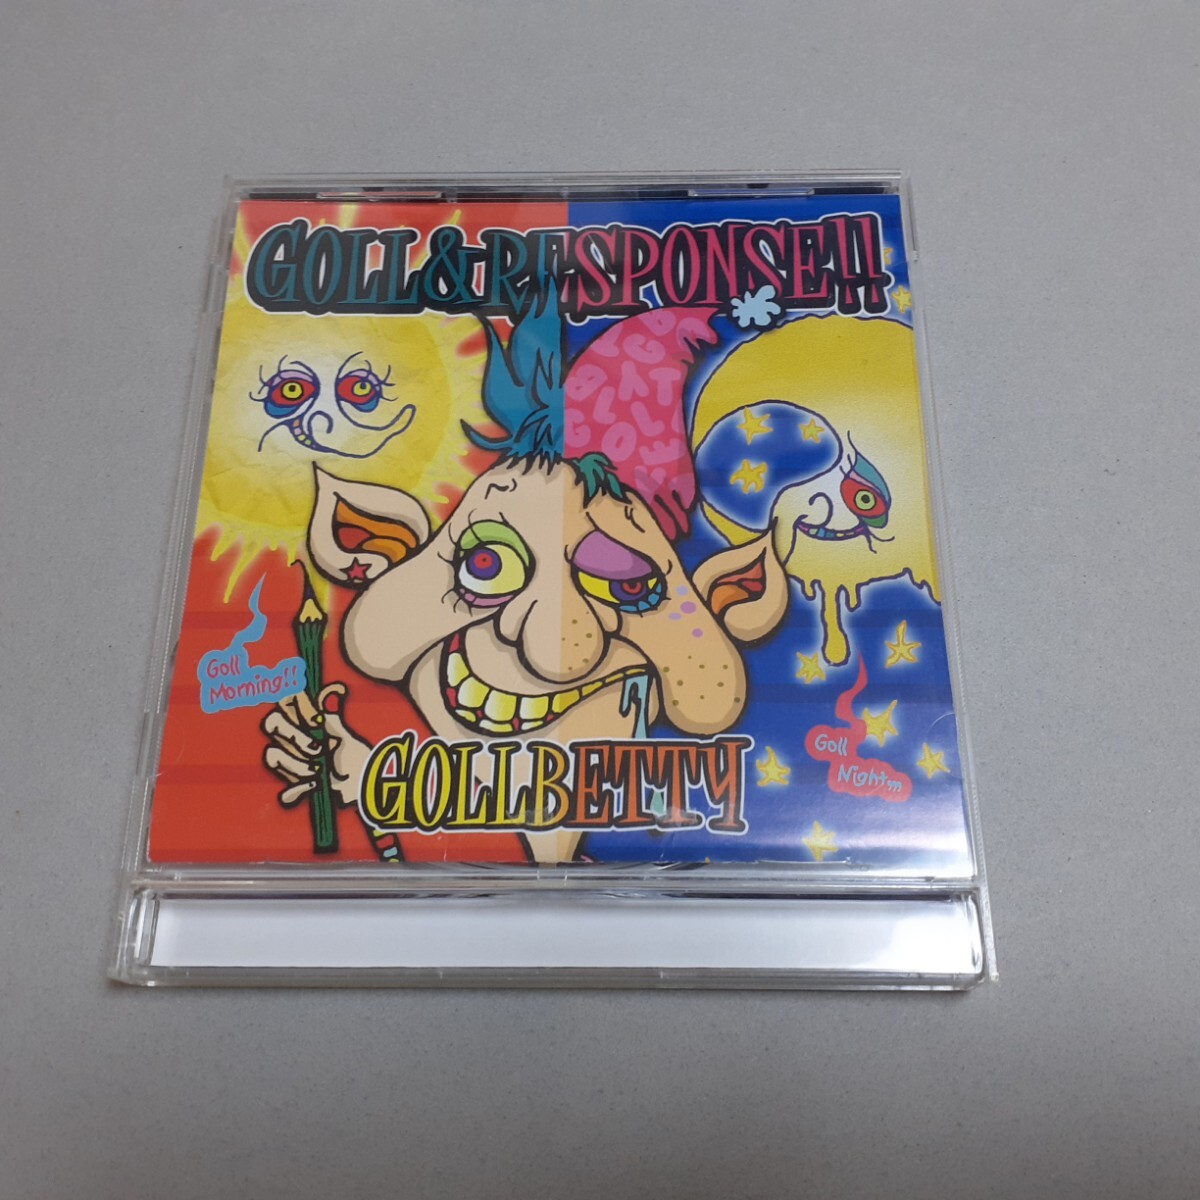 GOLL&RESPONSE!!
Goll
Morning!!
GOLLBETTY
Goll
Night,,,